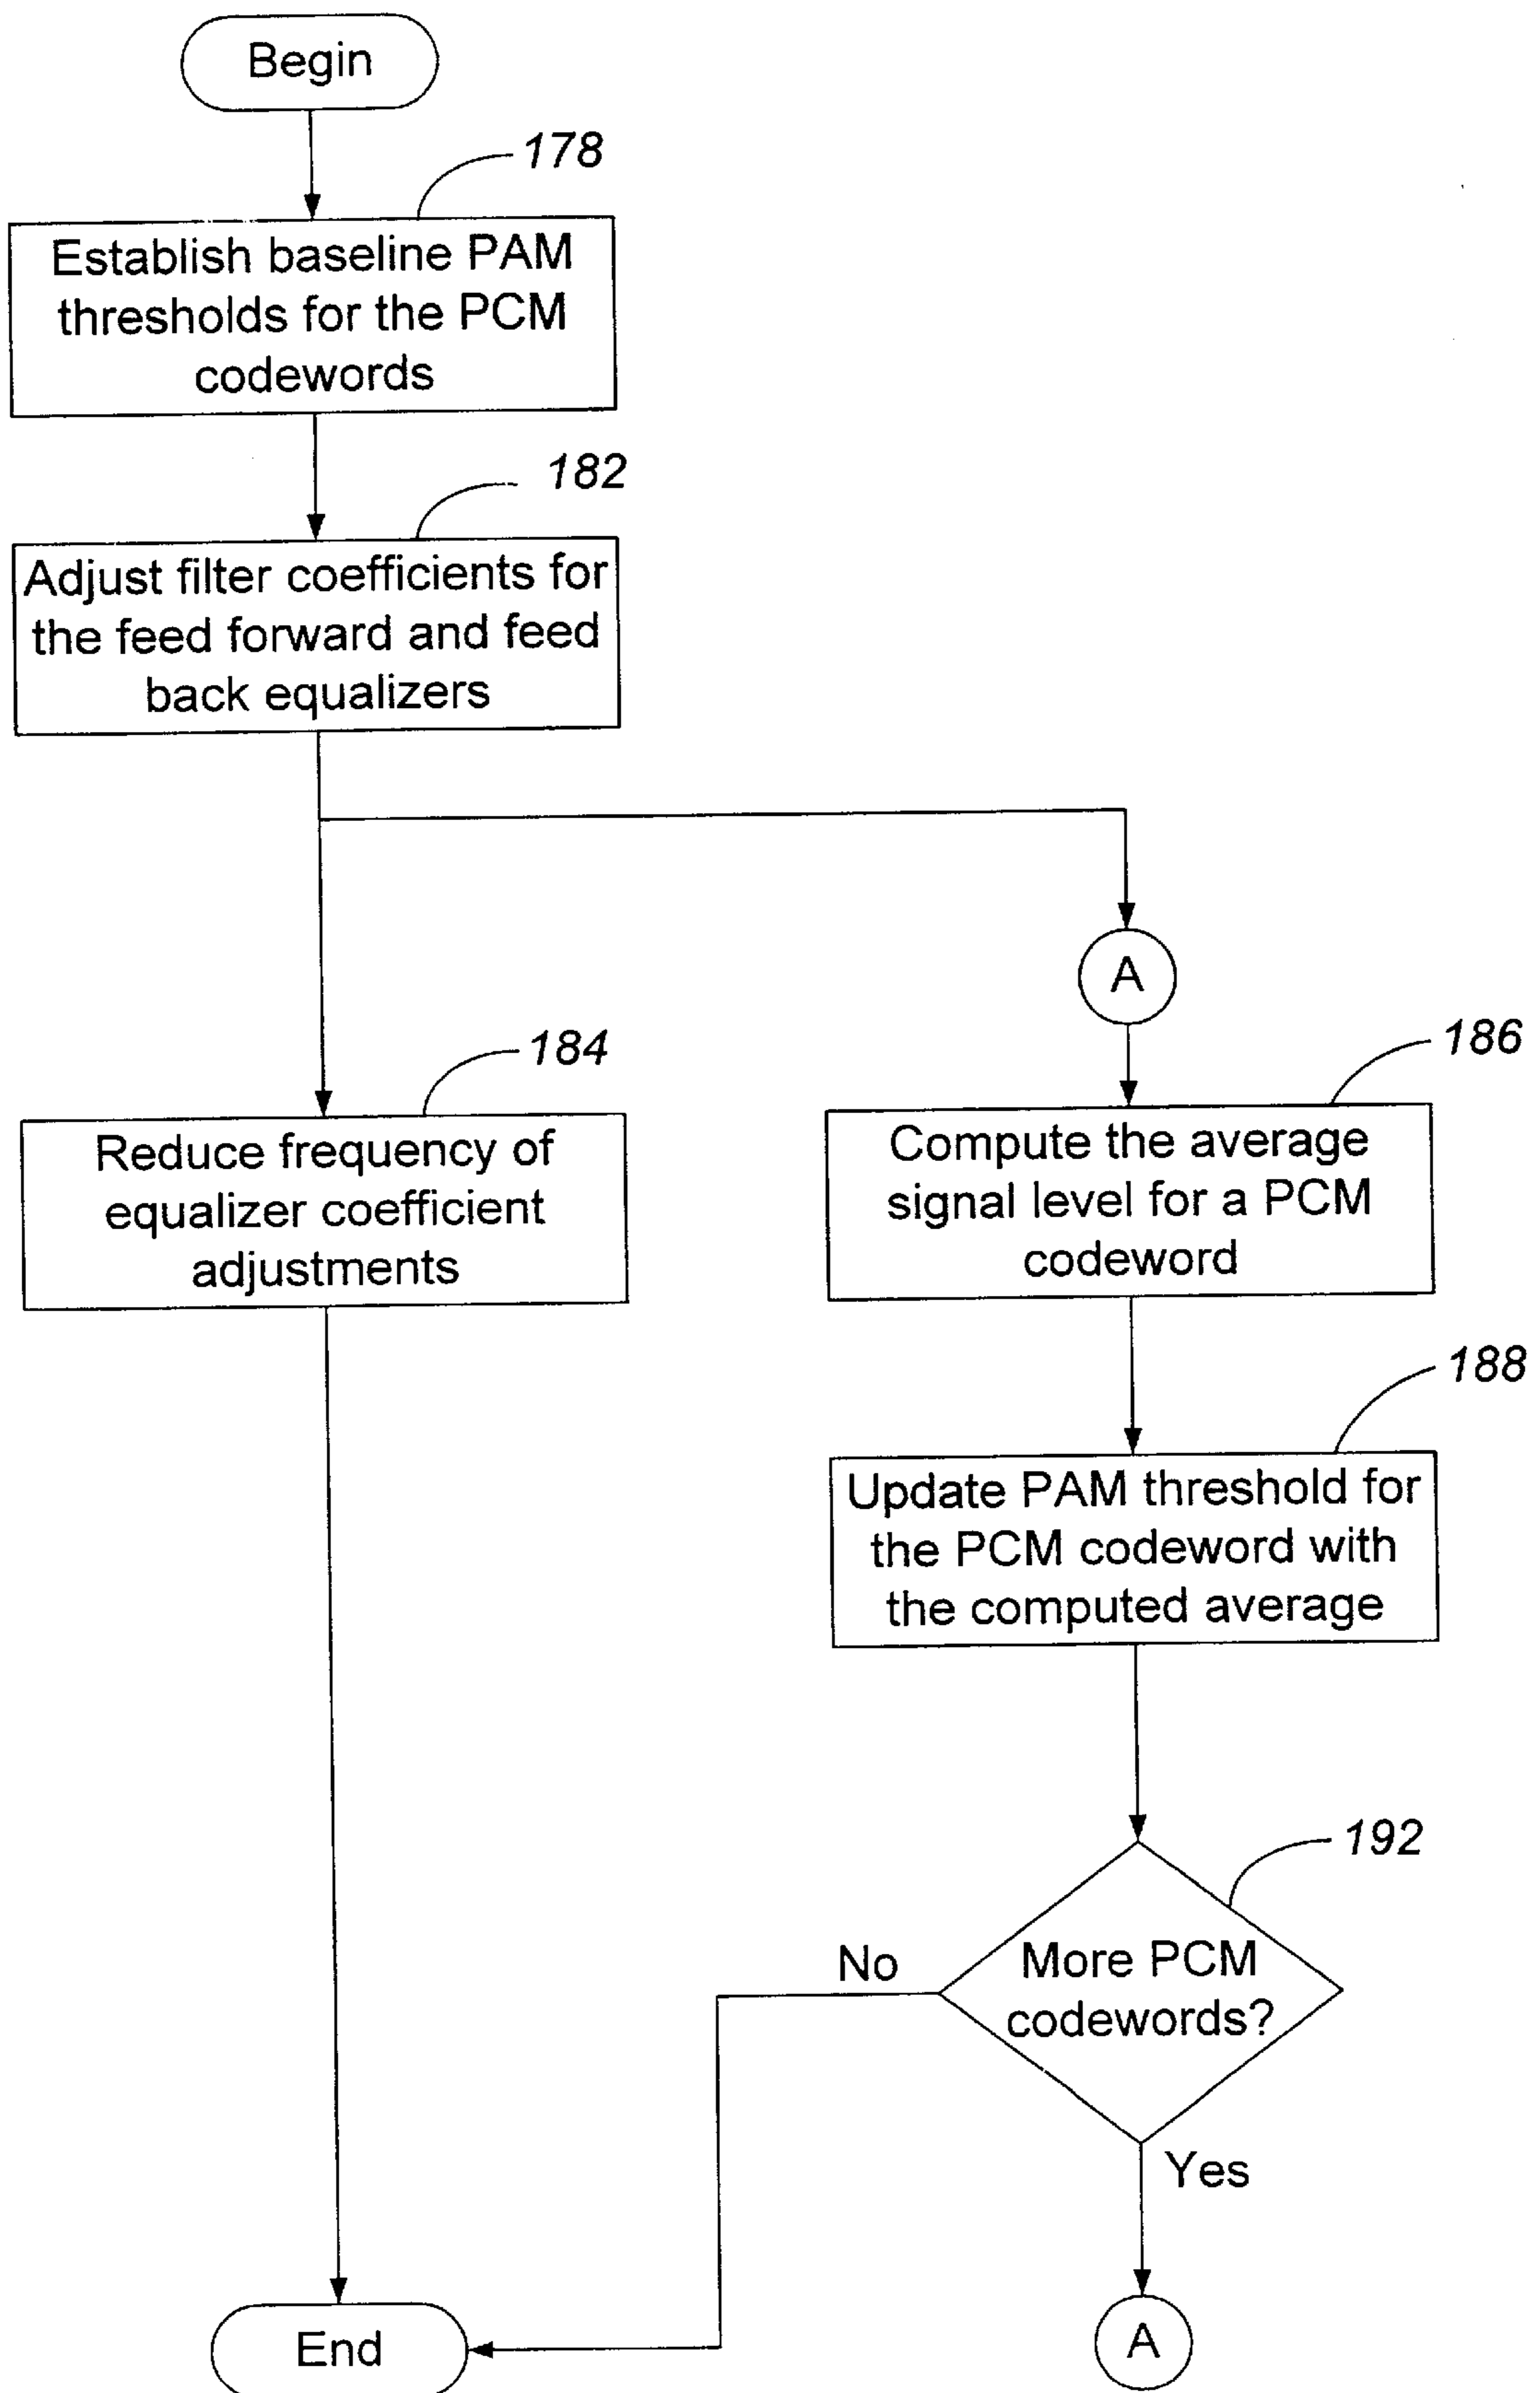 Begin
178
Establish baseline PAM
thresholds for the PCM
codewords
182
Adjust filter coefficients for
the feed forward and feed
back equalizers
A
184
Reduce frequency of
equalizer coefficient
adjustments
186
Compute the average
signal level for a PCM
codeword
188
Update PAM threshold for
the PCM codeword with
the computed average
192
More PCM
codewords?
No
Yes
End
A